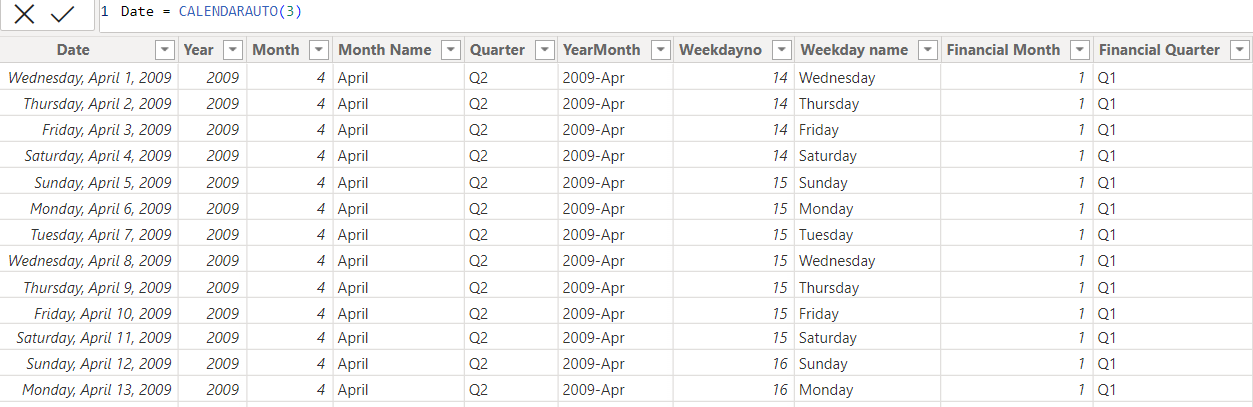 1 Date = CALENDARAUTO(3)
Date Year Month Month Name Quarter YearMonth Weekdayno Weekday name Financial Month Financial Quarter
Wednesday, April 1, 2009 2009 4 April Q2 2009-Apr 14 Wednesday 1 Q1
Thursday, April 2, 2009 2009 4 April Q2 2009-Apr 14 Thursday 1 Q1
Friday, April 3, 2009 2009 4 April Q2 2009-Apr 14 Friday 1 Q1
Saturday, April 4, 2009 2009 4 April Q2 2009-Apr 14 Saturday 1 Q1
Sunday, April 5, 2009 2009 4 April Q2 2009-Apr 15 Sunday 1 Q1
Monday, April 6, 2009 2009 4 April Q2 2009-Apr 15 Monday 1 Q1
Tuesday, April 7, 2009 2009 4 April Q2 2009-Apr 15 Tuesday 1 Q1
Wednesday, April 8, 2009 2009 4 April Q2 2009-Apr 15 Wednesday 1 Q1
Thursday, April 9, 2009 2009 4 April Q2 2009-Apr 15 Thursday 1 Q1
Friday, April 10, 2009 2009 4 April Q2 2009-Apr 15 Friday 1 Q1
Saturday, April 11, 2009 2009 4 April Q2 2009-Apr 15 Saturday 1 Q1
Sunday, April 12, 2009 2009 4 April Q2 2009-Apr 16 Sunday 1 Q1
Monday, April 13, 2009 2009 4 April Q2 2009-Apr 16 Monday 1 Q1